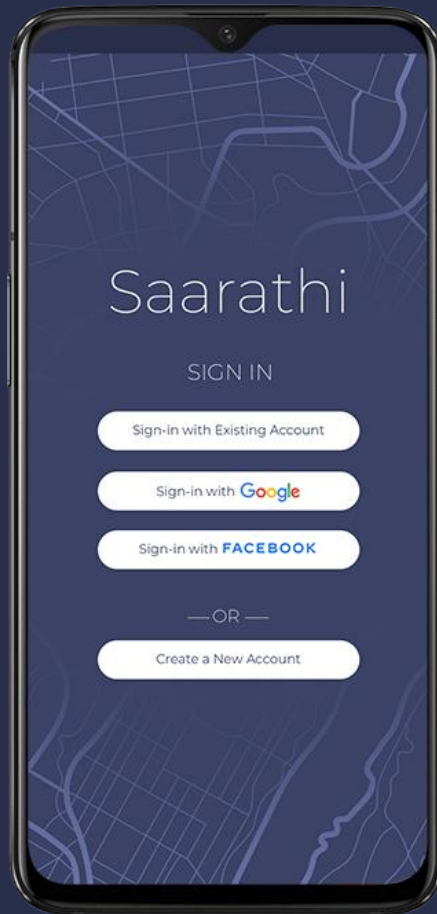 Saarathi
SIGN IN
Sign-in with Existing Account
Sign-in with Google
Sign-in with FACEBOOK
OR
Create a New Account